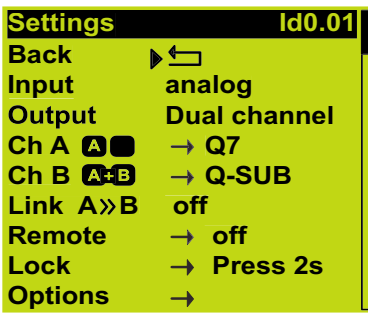 Settings ld0.01
Back
Input analog
Output Dual channel
Ch A A → Q7
Ch B A+B → Q-SUB
Link A»B off
Remote → off
Lock → Press 2s
Options →